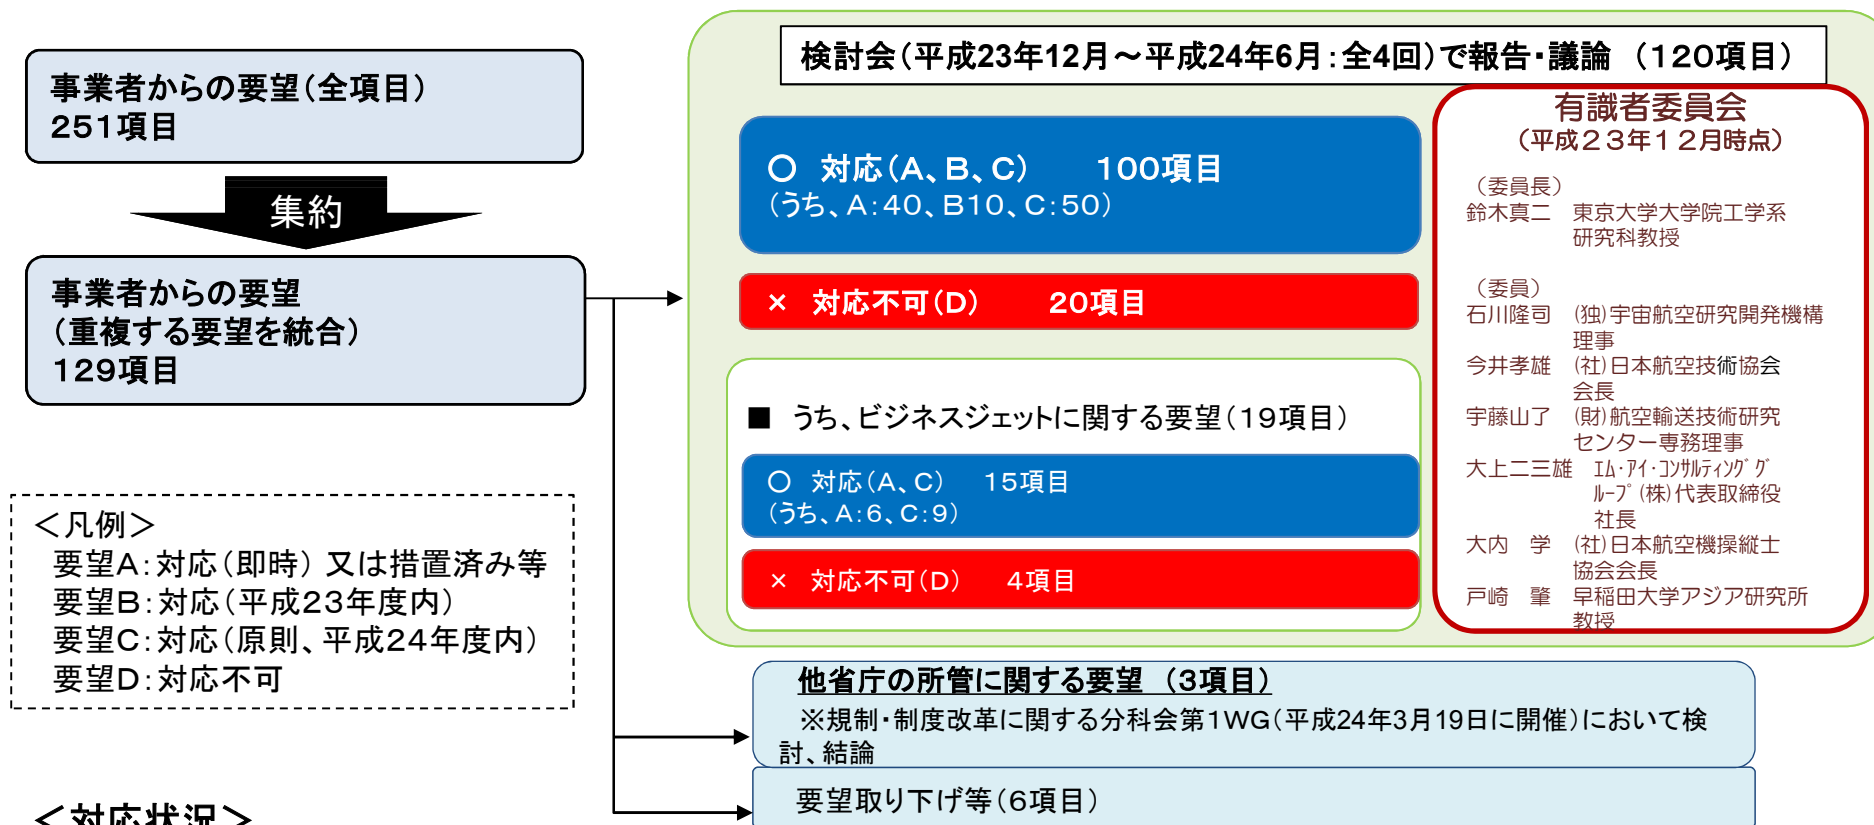 事業者からの要望（全項目）
251項目
集約
事業者からの要望
（重複する要望を統合）
129項目
＜凡例＞
要望A：対応（即時）又は措置済み等
要望B：対応（平成23年度内）
要望C：対応（原則、平成24年度内）
要望D：対応不可
＜対応状況＞
検討会（平成23年12月～平成24年6月：全4回）で報告・議論 （120項目）
○ 対応（A、B、C） 100項目
（うち、A：40、B10、C：50）
× 対応不可（D） 20項目
■ うち、ビジネスジェットに関する要望（19項目）
○ 対応（A、C） 15項目
（うち、A：6、C：9）
× 対応不可（D） 4項目
有識者委員会
（平成２３年１２月時点）
（委員長）
鈴木真二 東京大学大学院工学系
研究科教授
（委員）
石川隆司 (独)宇宙航空研究開発機構
理事
今井孝雄 (社)日本航空技術協会
会長
宇藤山了 (財)航空輸送技術研究
センター専務理事
大上二三雄 ｴﾑ･ｱｲ･ｺﾝｻﾙﾃｨﾝｸﾞｸﾞ
ﾙｰﾌﾟ(株)代表取締役
社長
大内 学 (社)日本航空機操縦士
協会会長
戸崎 肇 早稲田大学アジア研究所
教授
他省庁の所管に関する要望 （3項目）
※規制・制度改革に関する分科会第1WG（平成24年3月19日に開催）において検
討、結論
要望取り下げ等（6項目）